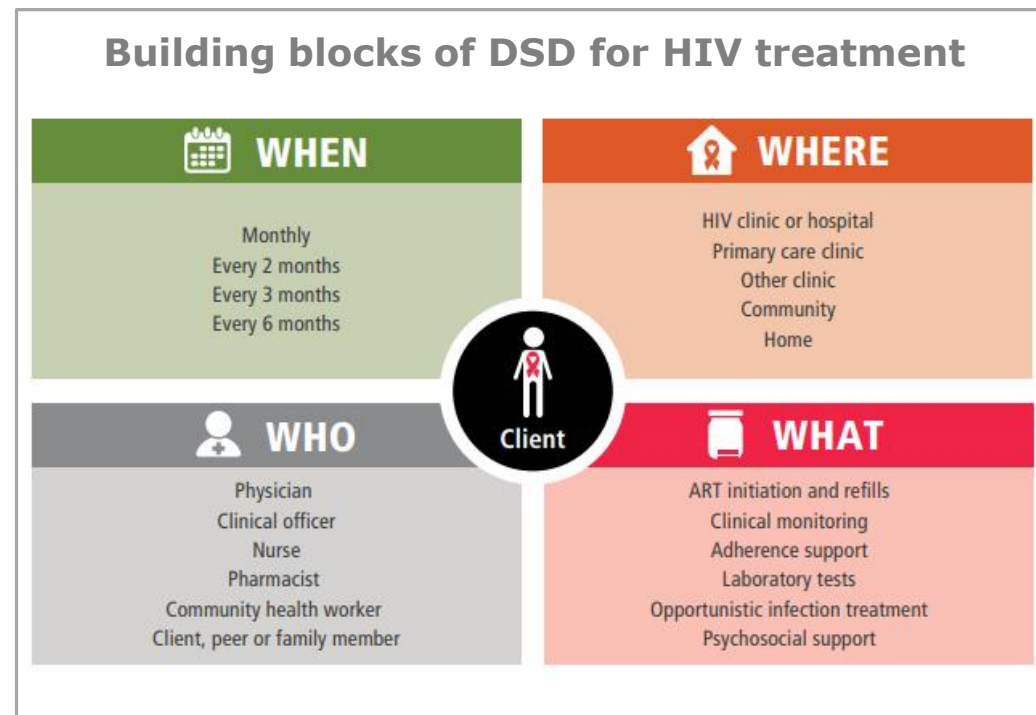 Building blocks of DSD for HIV treatment
WHEN
Monthly
Every 2 months
Every 3 months
Every 6 months
WHERE
HIV clinic or hospital
Primary care clinic
Other clinic
Community
Home
Client
WHO
Physician
Clinical officer
Nurse
Pharmacist
Community health worker
Client, peer or family member
WHAT
ART initiation and refills
Clinical monitoring
Adherence support
Laboratory tests
Opportunistic infection treatment
Psychosocial support